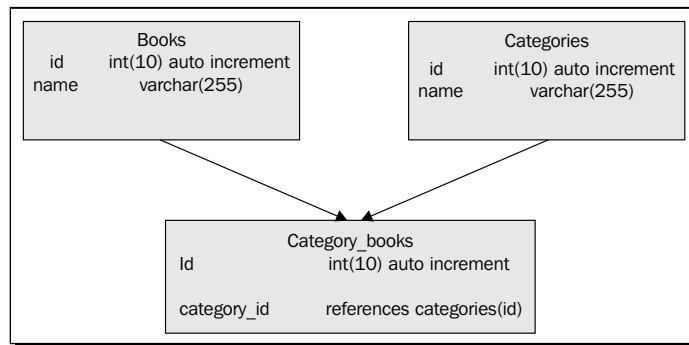 Books
id int(10) auto increment
name varchar(255)
Categories
id int(10) auto increment
name varchar(255)
Category_books
Id int(10) auto increment
category_id references categories(id)